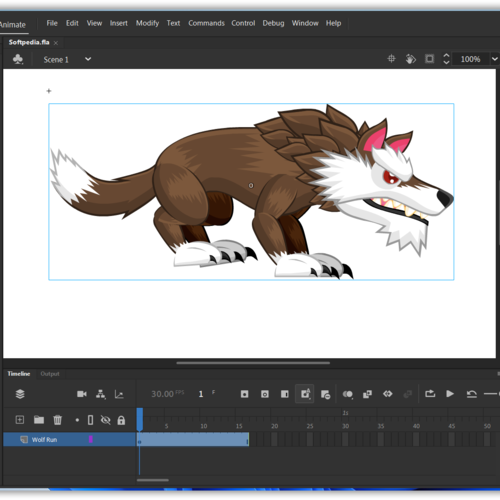 Animate File Edit View Insert Modify Text Commands Control Debug Window Help
Softpedia.fla ×
Scene 1 100%
Timeline Output
30.00 FPS 1 F
1s
5 10 15 20 25 30 35 40 45 50
Wolf Run